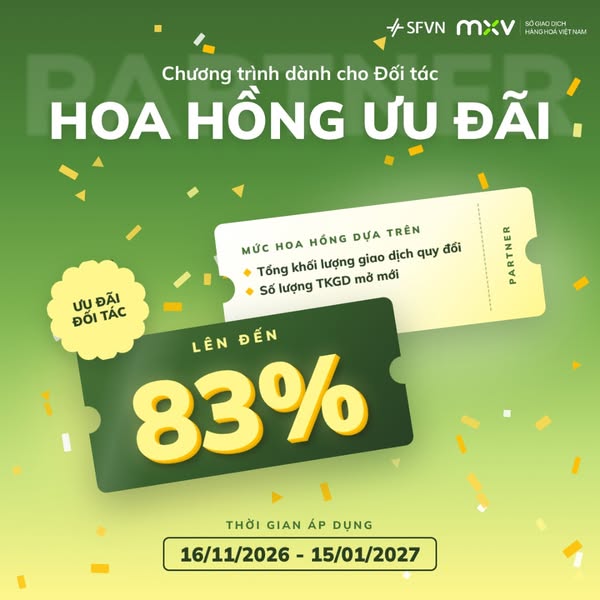 SFVN
mxv
SỞ GIAO DỊCH
HÀNG HOÁ VIỆT NAM
PARTNER
Chương trình dành cho Đối tác
HOA HỒNG ƯU ĐÃI
MỨC HOA HỒNG DỰA TRÊN
Tổng khối lượng giao dịch quy đổi
Số lượng TKGD mở mới
PARTNER
ƯU ĐÃI
ĐỐI TÁC
LÊN ĐẾN
83%
THỜI GIAN ÁP DỤNG
16/11/2026 - 15/01/2027